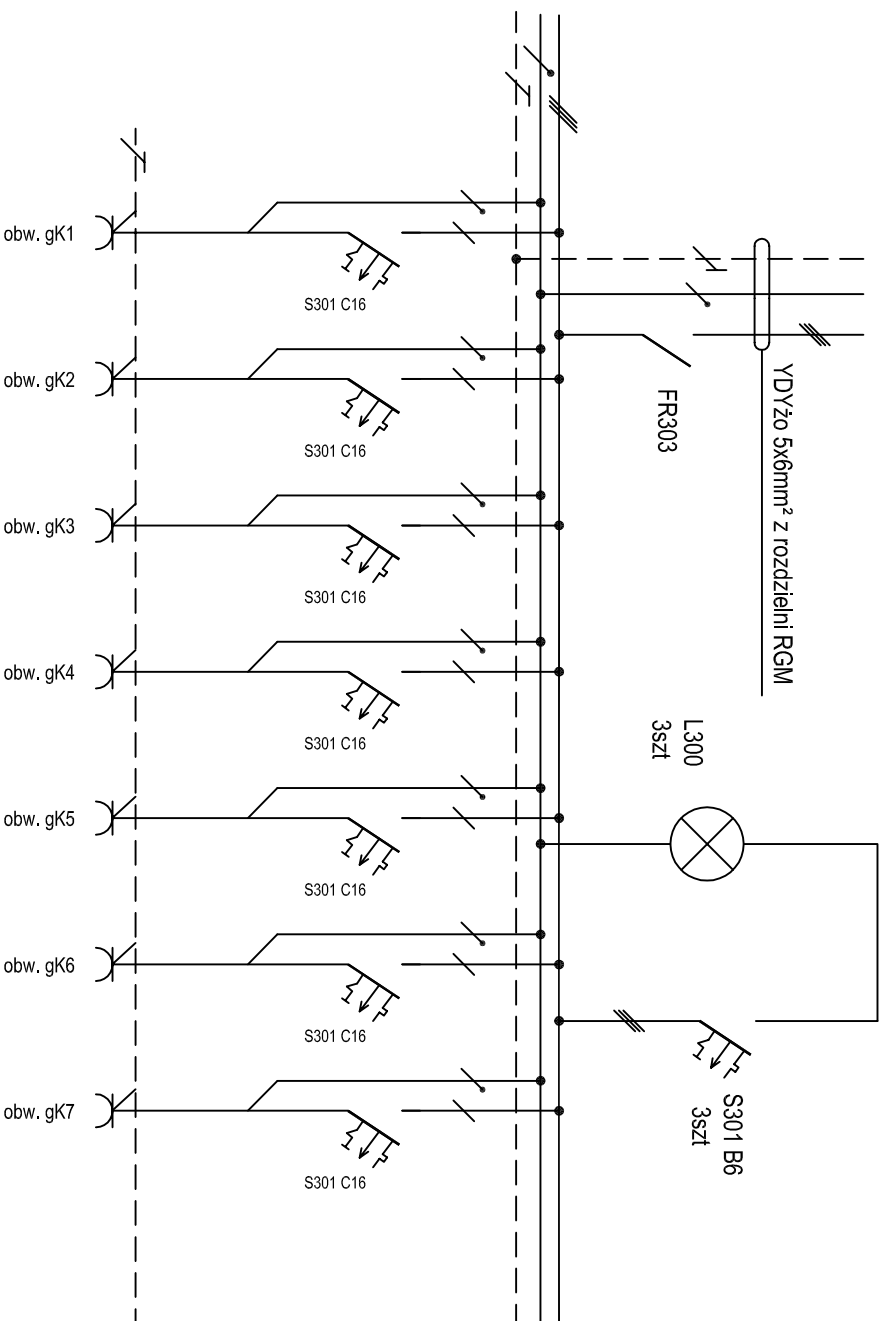 obw. gK1
S301 C16
obw. gK2
S301 C16
obw. gK3
S301 C16
obw. gK4
S301 C16
obw. gK5
S301 C16
obw. gK6
S301 C16
obw. gK7
S301 C16
YDYżo 5x6mm² z rozdzielni RGM
FR303
L300
3szt
S301 B6
3szt